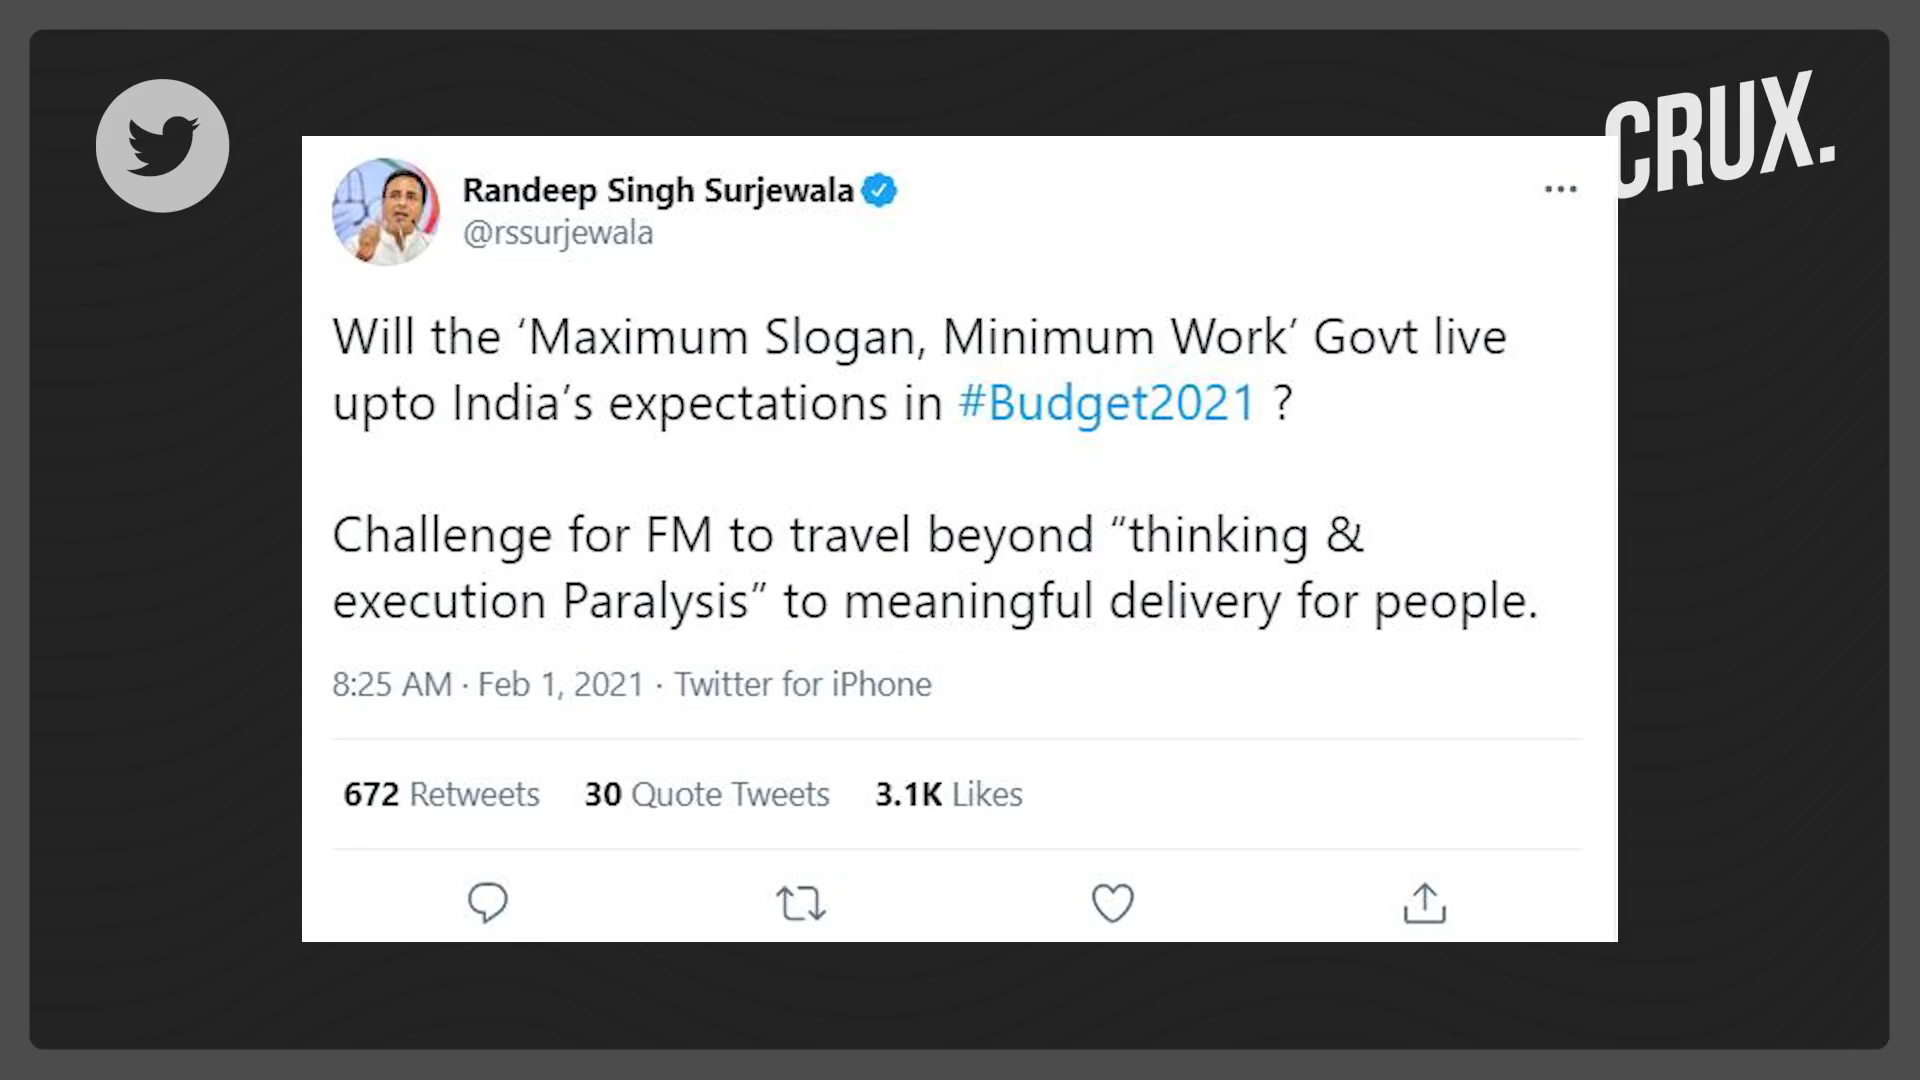 CRUX.
Randeep Singh Surjewala
@rssurjewala
Will the ‘Maximum Slogan, Minimum Work’ Govt live
upto India’s expectations in #Budget2021 ?
Challenge for FM to travel beyond “thinking &
execution Paralysis” to meaningful delivery for people.
8:25 AM · Feb 1, 2021 · Twitter for iPhone
672 Retweets 30 Quote Tweets 3.1K Likes